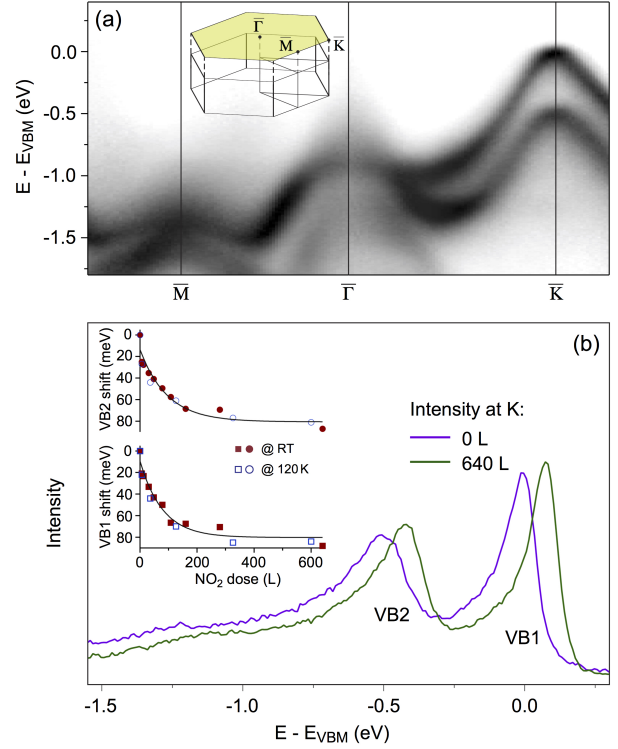 (a)
Γ̅
M̅
K̅
E - E_VBM (eV)
0.0
-0.5
-1.0
-1.5
M̅
Γ̅
K̅
(b)
VB2 shift (meV)
0
20
40
60
80
VB1 shift (meV)
0
20
40
60
80
0
200
400
600
NO₂ dose (L)
@ RT
@ 120 K
Intensity at K:
0 L
640 L
Intensity
VB2
VB1
-1.5
-1.0
-0.5
0.0
E - E_VBM (eV)